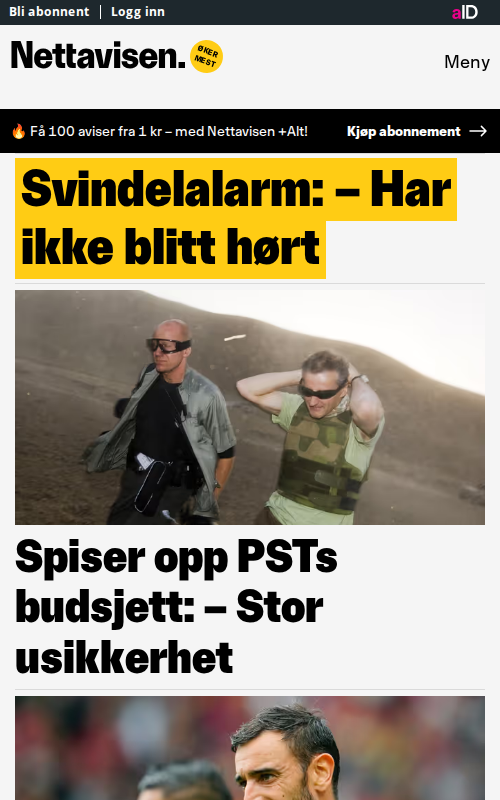 Bli abonnent
Logg inn
aID
Nettavisen.
ØKER
MEST
Meny
🔥 Få 100 aviser fra 1 kr – med Nettavisen +Alt!
Kjøp abonnement →
Svindelalarm: – Har
ikke blitt hørt
Spiser opp PSTs
budsjett: – Stor
usikkerhet